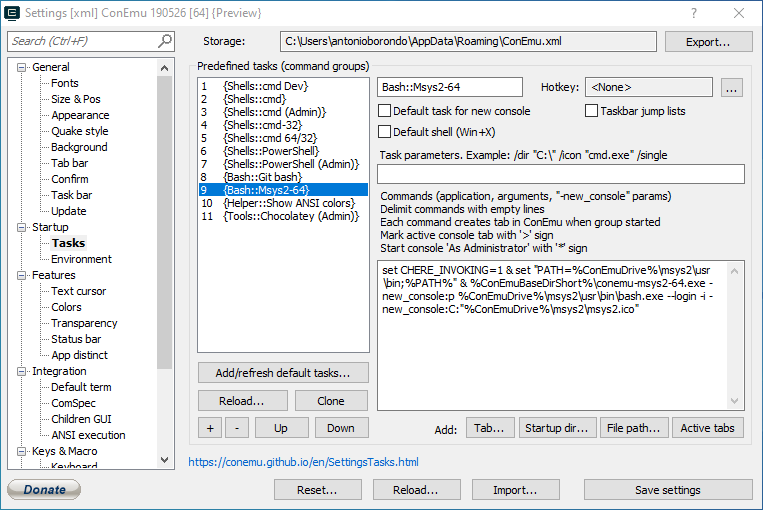 Settings [xml] ConEmu 190526 [64] {Preview}
Search (Ctrl+F)
Storage:
C:\Users\antonioborondo\AppData\Roaming\ConEmu.xml
Export...
General
Fonts
Size & Pos
Appearance
Quake style
Background
Tab bar
Confirm
Task bar
Update
Startup
Tasks
Environment
Features
Text cursor
Colors
Transparency
Status bar
App distinct
Integration
Default term
ComSpec
Children GUI
ANSI execution
Keys & Macro
Keyboard
Predefined tasks (command groups)
1 {Shells::cmd Dev}
2 {Shells::cmd}
3 {Shells::cmd (Admin)}
4 {Shells::cmd-32}
5 {Shells::cmd 64/32}
6 {Shells::PowerShell}
7 {Shells::PowerShell (Admin)}
8 {Bash::Git bash}
9 {Bash::Msys2-64}
10 {Helper::Show ANSI colors}
11 {Tools::Chocolatey (Admin)}
Add/refresh default tasks...
Reload...
Clone
+
-
Up
Down
Bash::Msys2-64
Hotkey:
<None>
...
Default task for new console
Taskbar jump lists
Default shell (Win+X)
Task parameters. Example: /dir "C:\" /icon "cmd.exe" /single
Commands (application, arguments, "-new_console" params)
Delimit commands with empty lines
Each command creates tab in ConEmu when group started
Mark active console tab with '>' sign
Start console 'As Administrator' with '*' sign
set CHERE_INVOKING=1 & set "PATH=%ConEmuDrive%\msys2\usr
\bin;%PATH%" & %ConEmuBaseDirShort%\conemu-msys2-64.exe -
new_console:p %ConEmuDrive%\msys2\usr\bin\bash.exe --login -i -
new_console:C:"%ConEmuDrive%\msys2\msys2.ico"
Add:
Tab...
Startup dir...
File path...
Active tabs
https://conemu.github.io/en/SettingsTasks.html
Donate
Reset...
Reload...
Import...
Save settings